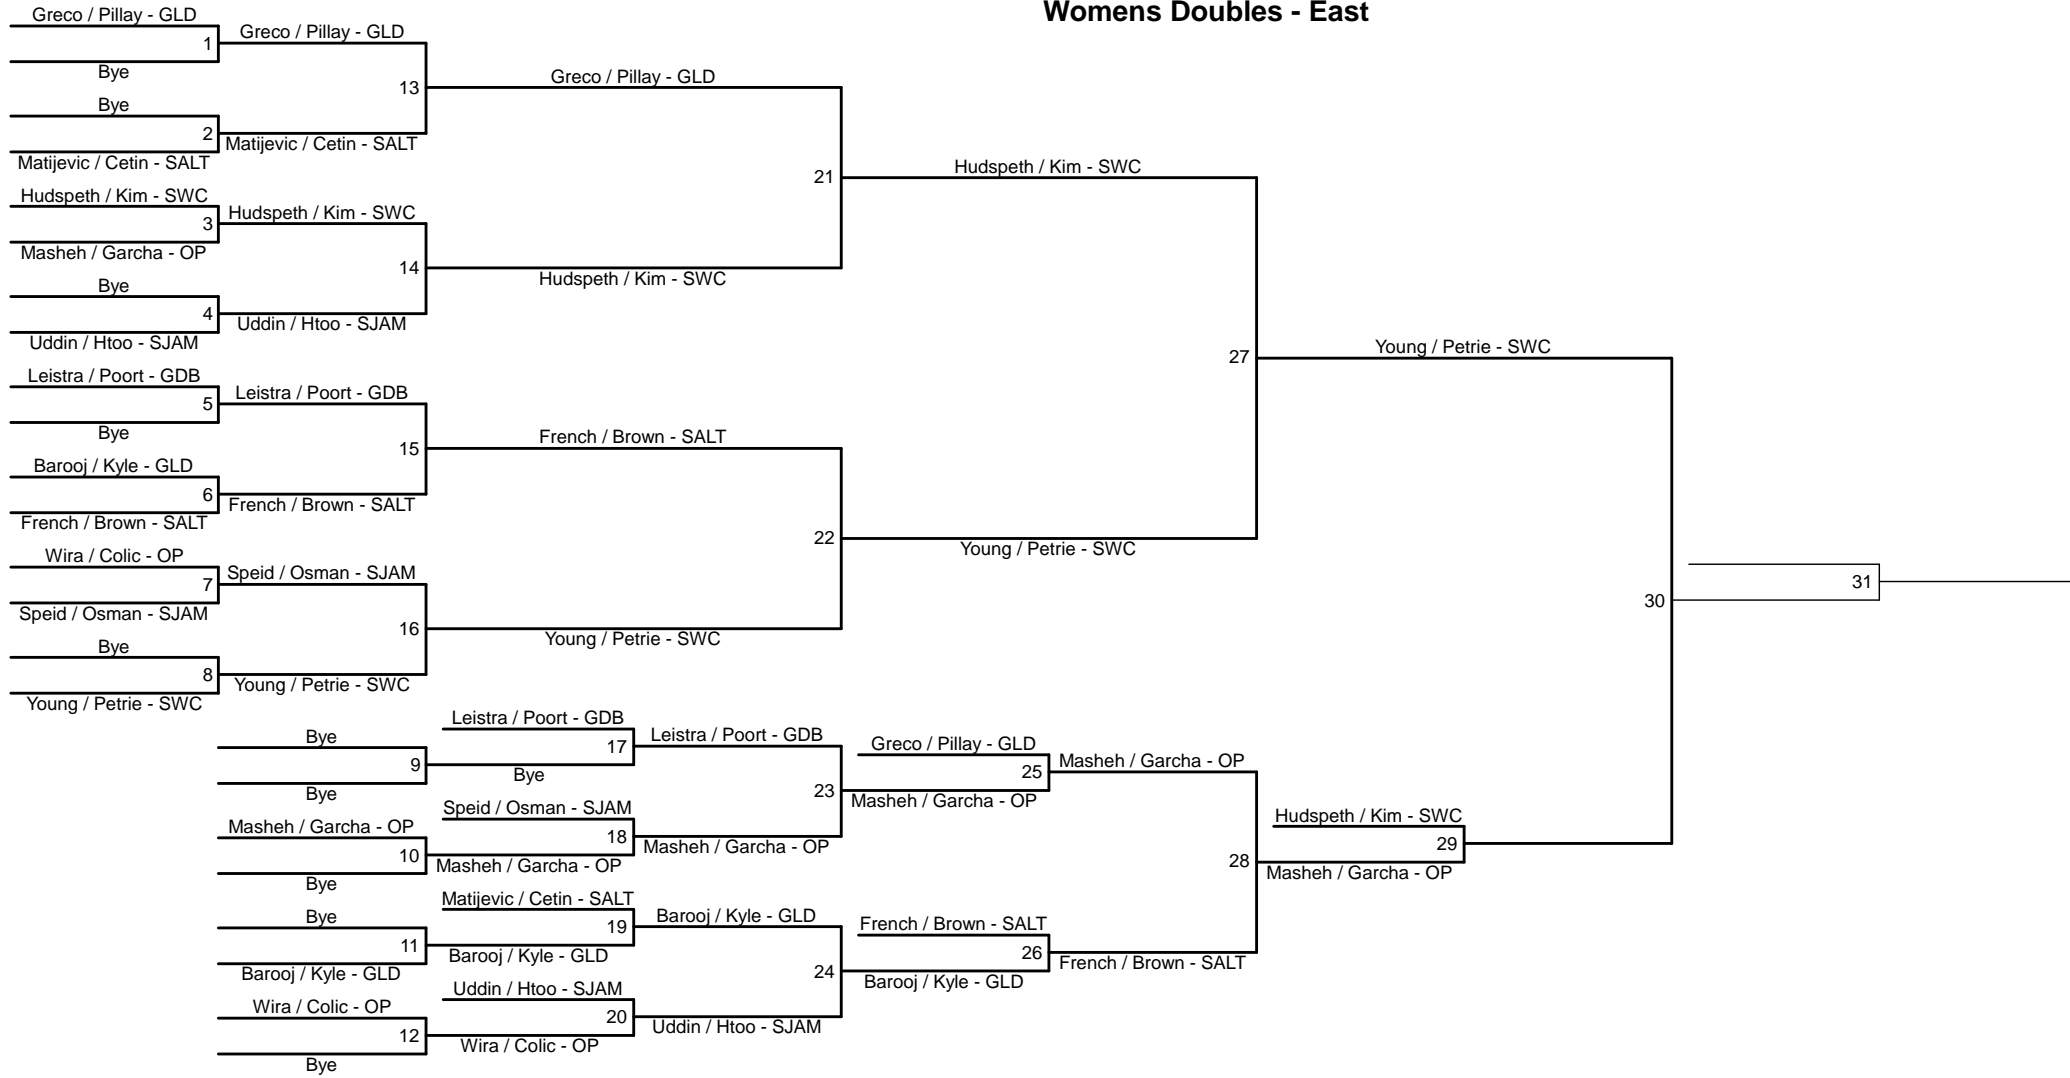 Womens Doubles - East
Greco / Pillay - GLD
1
Bye
Bye
2
Matijevic / Cetin - SALT
Hudspeth / Kim - SWC
3
Masheh / Garcha - OP
Bye
4
Uddin / Htoo - SJAM
Leistra / Poort - GDB
5
Bye
Barooj / Kyle - GLD
6
French / Brown - SALT
Wira / Colic - OP
7
Speid / Osman - SJAM
Bye
8
Young / Petrie - SWC
Greco / Pillay - GLD
13
Matijevic / Cetin - SALT
Hudspeth / Kim - SWC
14
Uddin / Htoo - SJAM
Leistra / Poort - GDB
15
French / Brown - SALT
Speid / Osman - SJAM
16
Young / Petrie - SWC
Greco / Pillay - GLD
21
Hudspeth / Kim - SWC
French / Brown - SALT
22
Young / Petrie - SWC
Hudspeth / Kim - SWC
27
Young / Petrie - SWC
Young / Petrie - SWC
30
31
Bye
9
Bye
Masheh / Garcha - OP
10
Bye
Bye
11
Barooj / Kyle - GLD
Wira / Colic - OP
12
Bye
Leistra / Poort - GDB
17
Bye
Speid / Osman - SJAM
18
Masheh / Garcha - OP
Matijevic / Cetin - SALT
19
Barooj / Kyle - GLD
Uddin / Htoo - SJAM
20
Wira / Colic - OP
Leistra / Poort - GDB
23
Masheh / Garcha - OP
Barooj / Kyle - GLD
24
Uddin / Htoo - SJAM
Greco / Pillay - GLD
25
Masheh / Garcha - OP
French / Brown - SALT
26
Barooj / Kyle - GLD
Masheh / Garcha - OP
28
French / Brown - SALT
Hudspeth / Kim - SWC
29
Masheh / Garcha - OP